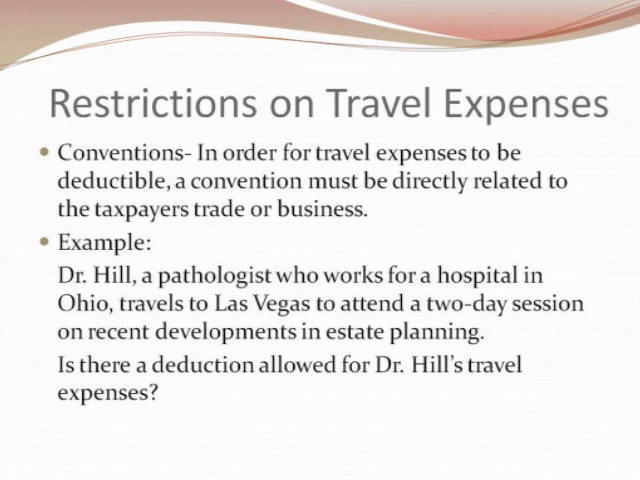 Restrictions on Travel Expenses
• Conventions- In order for travel expenses to be
deductible, a convention must be directly related to
the taxpayers trade or business.
• Example:
Dr. Hill, a pathologist who works for a hospital in
Ohio, travels to Las Vegas to attend a two-day session
on recent developments in estate planning.
Is there a deduction allowed for Dr. Hill’s travel
expenses?